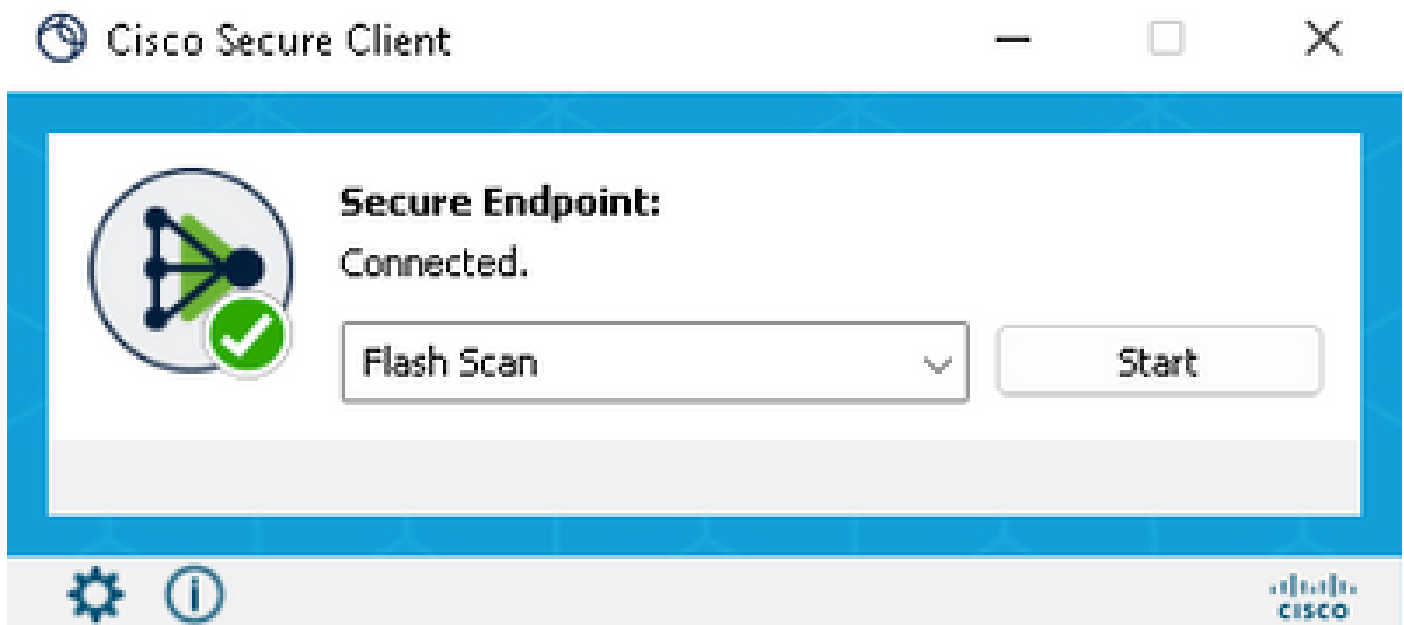 Cisco Secure Client
Secure Endpoint:
Connected.
Flash Scan
Start
CISCO